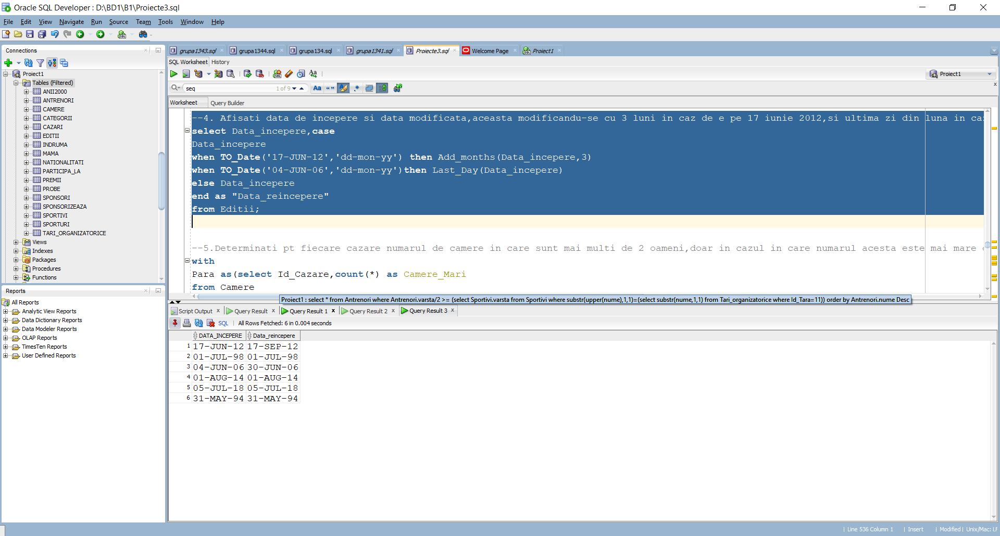 Oracle SQL Developer : D:\BD1\B1\Proiecte3.sql
File Edit View Navigate Run Source Team Tools Window Help
Connections
Proiect1
Tables (Filtered)
ANII2000
ANTRENORI
CAMERE
CATEGORII
CAZARI
EDITII
INDRUMA
MAMA
NATIONALITATI
PARTICIPA_LA
PREMII
PROBE
SPONSORI
SPONSORIZEAZA
SPORTIVI
SPORTURI
TARI_ORGANIZATORICE
Views
Indexes
Packages
Procedures
Functions
Reports
All Reports
Analytic View Reports
Data Dictionary Reports
Data Modeler Reports
OLAP Reports
TimesTen Reports
User Defined Reports
grupa1343.sql grupa1344.sql grupa134.sql grupa1341.sql Proiecte3.sql Welcome Page Proiect1
SQL Worksheet History
Proiect1
seq 1 of 9
Worksheet Query Builder
--4. Afisati data de incepere si data modificata,aceasta modificandu-se cu 3 luni in caz de e pe 17 iunie 2012,si ultima zi din luna in ca
select Data_incepere,case
Data_incepere
when TO_Date('17-JUN-12','dd-mon-yy') then Add_months(Data_incepere,3)
when TO_Date('04-JUN-06','dd-mon-yy')then Last_Day(Data_incepere)
else Data_incepere
end as "Data_reincepere"
from Editii;
--5.Determinati pt fiecare cazare numarul de camere in care sunt mai multi de 2 oameni,doar in cazul in care numarul acesta este mai mare
with
Para as(select Id_Cazare,count(*) as Camere_Mari
from Camere
Proiect1 : select * from Antrenori where Antrenori.varsta/2 >= (select Sportivi.varsta from Sportivi where substr(upper(nume),1,1)=(select substr(nume,1,1) from Tari_organizatorice where Id_Tara=11)) order by Antrenori.nume Desc
Script Output Query Result Query Result 1 Query Result 2 Query Result 3
SQL All Rows Fetched: 6 in 0.004 seconds
DATA_INCEPERE Data_reincepere
1 17-JUN-12 17-SEP-12
2 01-JUL-98 01-JUL-98
3 04-JUN-06 30-JUN-06
4 01-AUG-14 01-AUG-14
5 05-JUL-18 05-JUL-18
6 31-MAY-94 31-MAY-94
Line 536 Column 1 Insert Modified Unix/Mac: LF